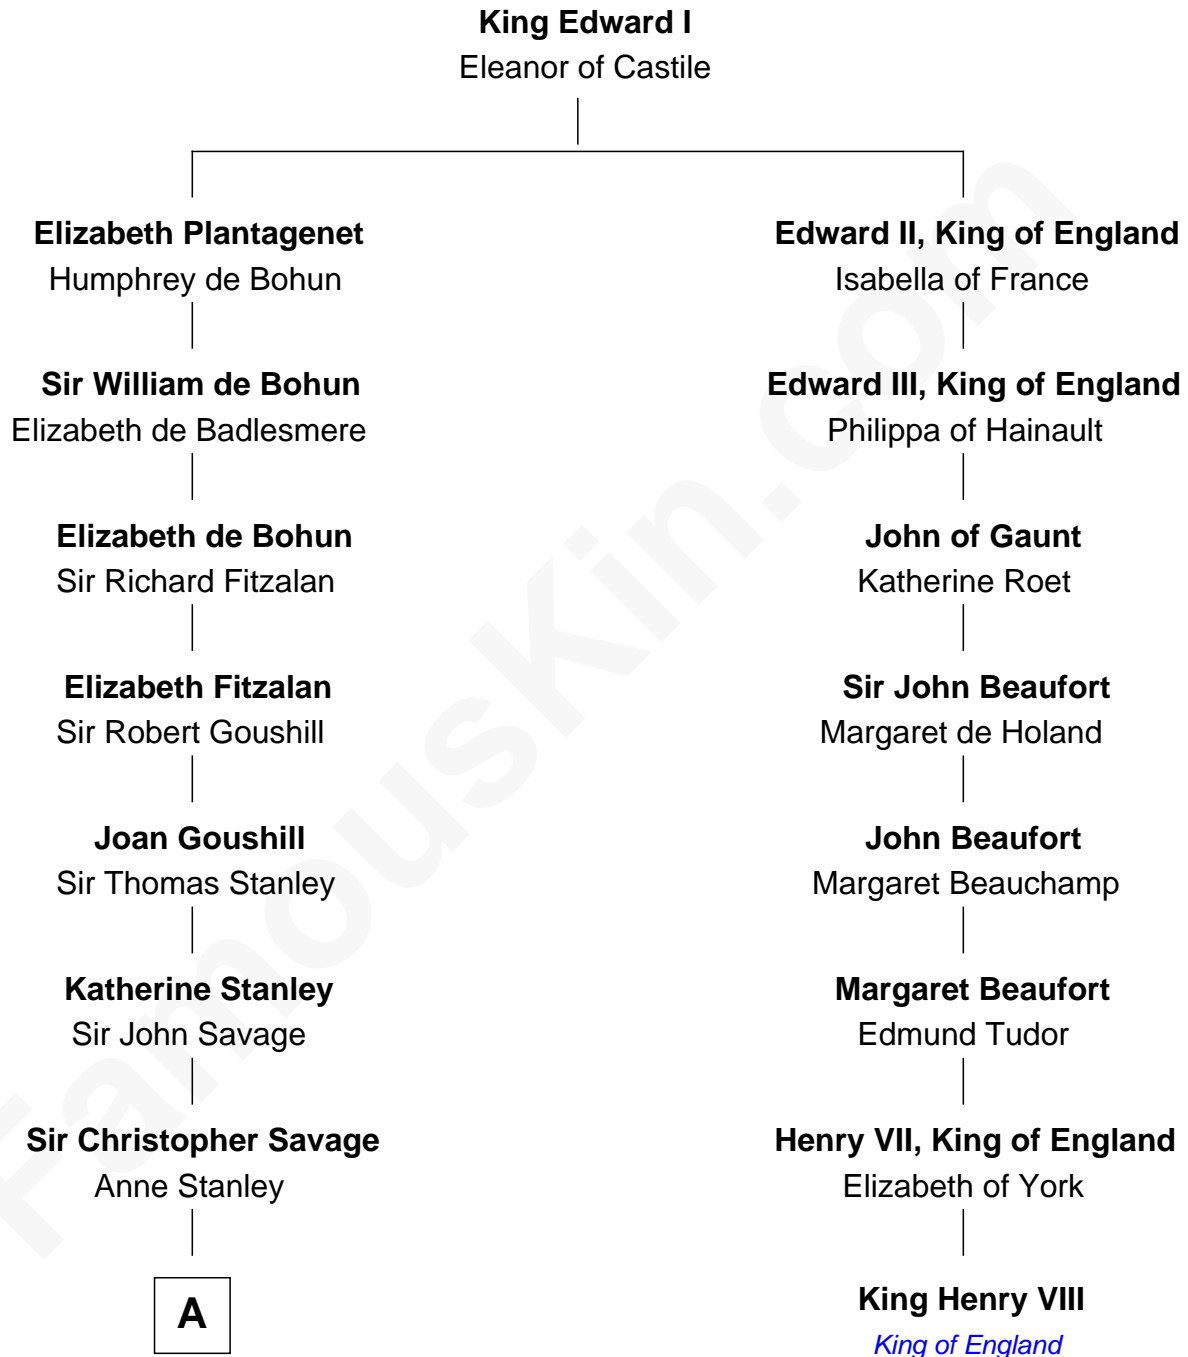 King Edward I
Eleanor of Castile
Elizabeth Plantagenet
Humphrey de Bohun
Edward II, King of England
Isabella of France
Sir William de Bohun
Elizabeth de Badlesmere
Edward III, King of England
Philippa of Hainault
Elizabeth de Bohun
Sir Richard Fitzalan
John of Gaunt
Katherine Roet
Elizabeth Fitzalan
Sir Robert Goushill
Sir John Beaufort
Margaret de Holand
Joan Goushill
Sir Thomas Stanley
John Beaufort
Margaret Beauchamp
Katherine Stanley
Sir John Savage
Margaret Beaufort
Edmund Tudor
Sir Christopher Savage
Anne Stanley
Henry VII, King of England
Elizabeth of York
A
King Henry VIII
King of England
FamousKin.com